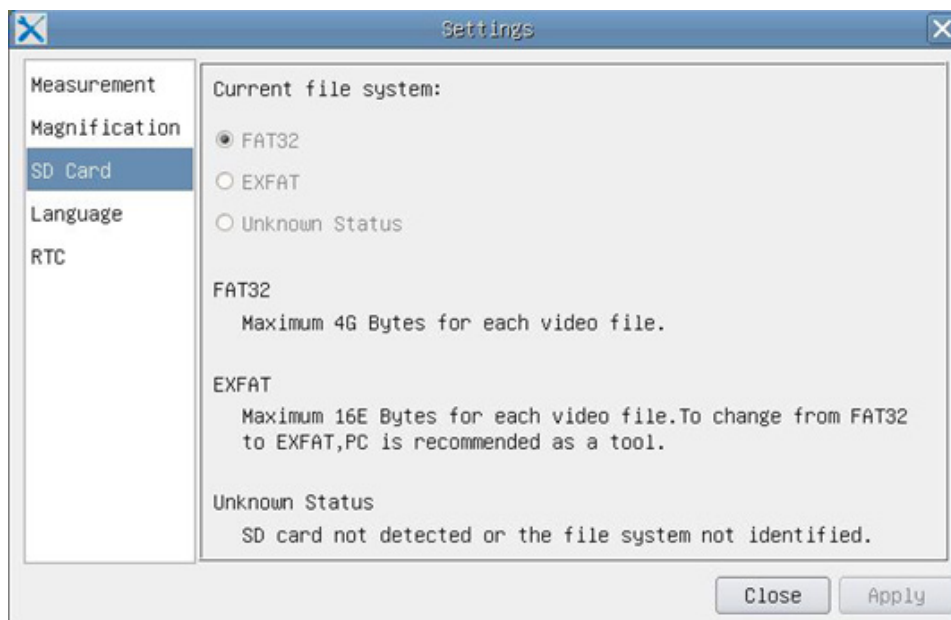 Settings
Measurement
Magnification
SD Card
Language
RTC
Current file system:
FAT32
EXFAT
Unknown Status
FAT32
Maximum 4G Bytes for each video file.
EXFAT
Maximum 16E Bytes for each video file.To change from FAT32
to EXFAT,PC is recommended as a tool.
Unknown Status
SD card not detected or the file system not identified.
Close
Apply